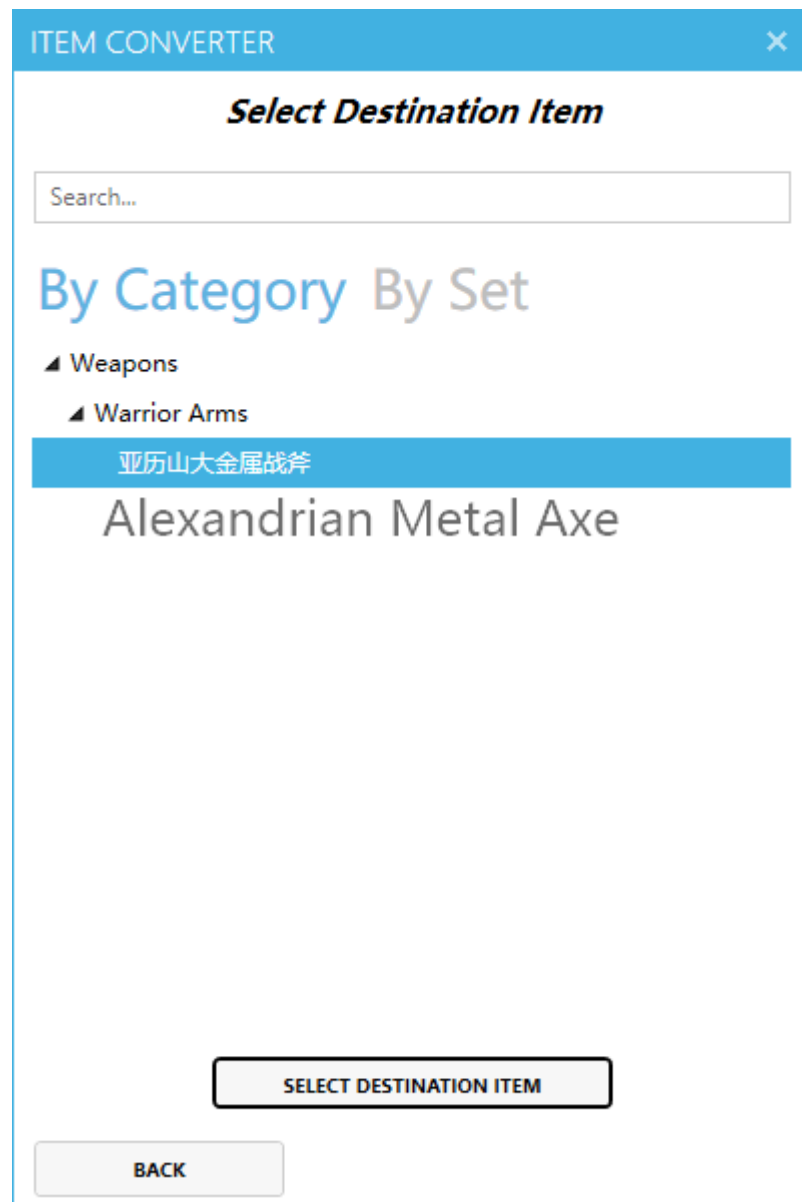 ITEM CONVERTER
Select Destination Item
Search...
By Category By Set
Weapons
Warrior Arms
亚历山大金属战斧
Alexandrian Metal Axe
SELECT DESTINATION ITEM
BACK